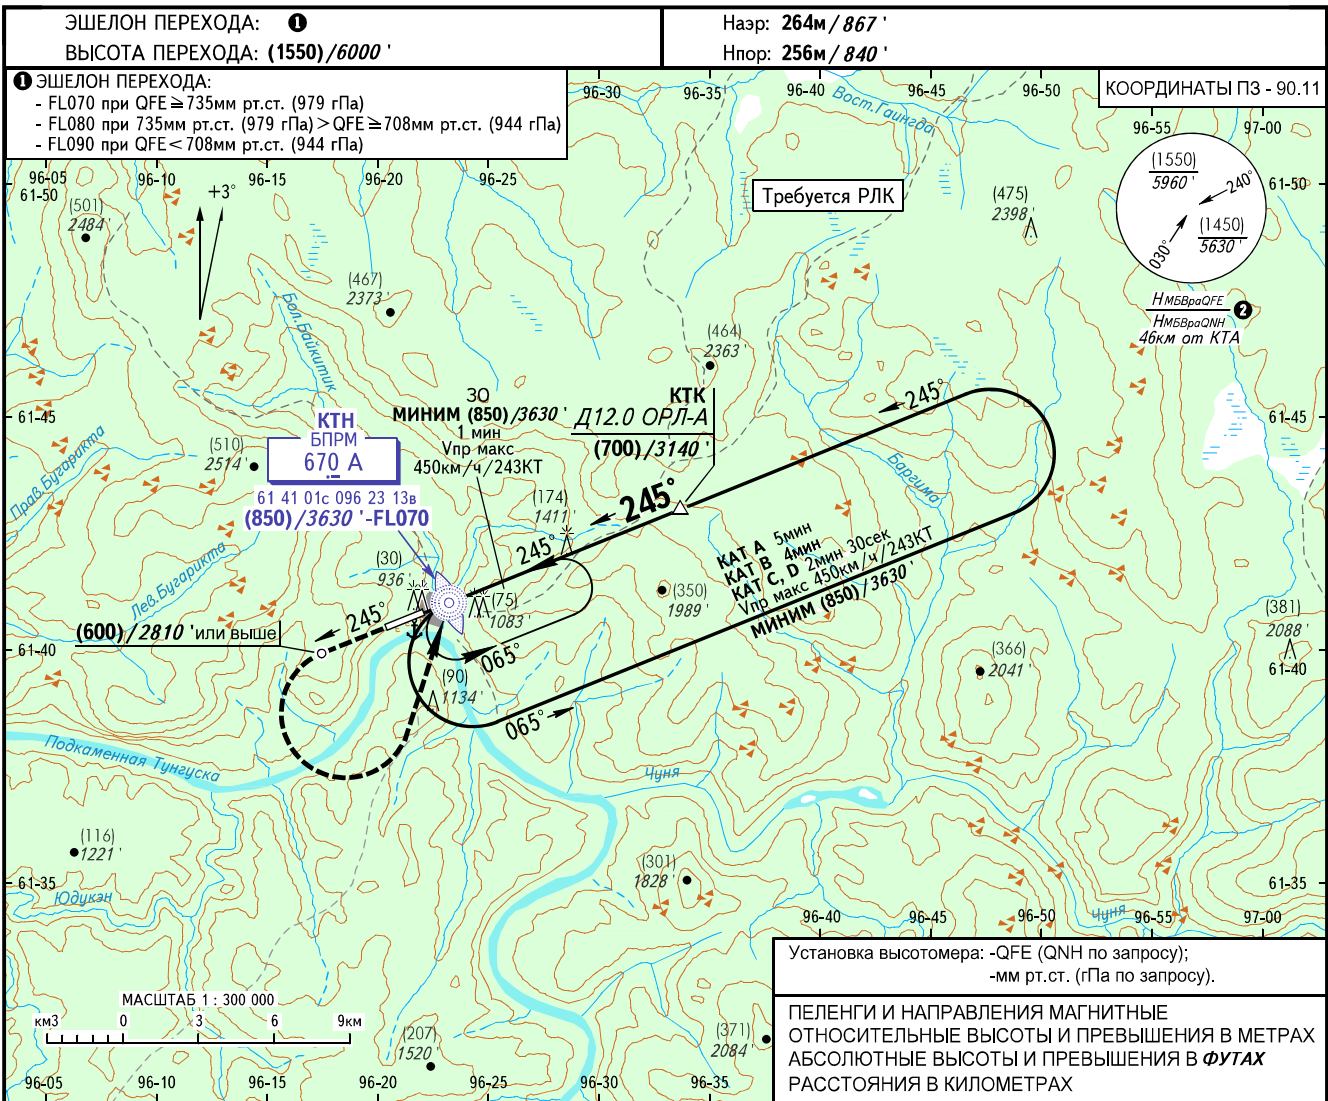 ЭШЕЛОН ПЕРЕХОДА: ❶
ВЫСОТА ПЕРЕХОДА: (1550)/6000 '
Hаэр: 264м/867 '
Hпор: 256м/840 '
❶ ЭШЕЛОН ПЕРЕХОДА:
- FL070 при QFE≧735мм рт.ст. (979 гПа)
- FL080 при 735мм рт.ст. (979 гПа)>QFE≧708мм рт.ст. (944 гПа)
- FL090 при QFE<708мм рт.ст. (944 гПа)
КООРДИНАТЫ ПЗ - 90.11
96-30
96-35
96-40
96-45
96-50
96-55
97-00
Вост.Гаингда
96-05
96-10
96-15
96-20
96-25
61-50
61-50
+3°
Требуется РЛК
(1550)
5960 '
240°
(1450)
5630 '
030°
HМБВраQFE
HМБВраQNH
❷
46км от КТА
(501)
2484 '
(475)
2398 '
(467)
2373 '
(464)
2363 '
Бол.Байкитик
61-45
61-45
ЗО
МИНИМ (850)/3630 '
1 мин
Vпр макс
450км/ч/243КТ
КТК
Д12.0 ОРЛ-А
(700)/3140 '
245°
КТН
БПРМ
670 А
61 41 01с 096 23 13в
(850)/3630 '-FL070
(510)
2514 '
Прав.Бугарикта
Лев.Бугарикта
Баргима
(174)
1411 '
245°
245°
КАТ A 5мин
КАТ B 4мин
КАТ C, D 2мин 30сек
Vпр макс 450км/ч/243КТ
МИНИМ (850)/3630 '
(30)
936 '
(75)
1083 '
(350)
1989 '
(381)
2088 '
(600)/2810 'или выше
245°
065°
(90)
1134 '
065°
(366)
2041 '
61-40
61-40
Подкаменная Тунгуска
Чуня
(116)
1221 '
(301)
1828 '
61-35
61-35
Юдукэн
Чуня
96-40
96-45
96-50
96-55
97-00
Установка высотомера: -QFE (QNH по запросу);
-мм рт.ст. (гПа по запросу).
МАСШТАБ 1 : 300 000
км3
0
3
6
9км
(207)
1520 '
(371)
2084 '
ПЕЛЕНГИ И НАПРАВЛЕНИЯ МАГНИТНЫЕ
ОТНОСИТЕЛЬНЫЕ ВЫСОТЫ И ПРЕВЫШЕНИЯ В МЕТРАХ
АБСОЛЮТНЫЕ ВЫСОТЫ И ПРЕВЫШЕНИЯ В ФУТАХ
РАССТОЯНИЯ В КИЛОМЕТРАХ
96-05
96-10
96-15
96-20
96-25
96-30
96-35